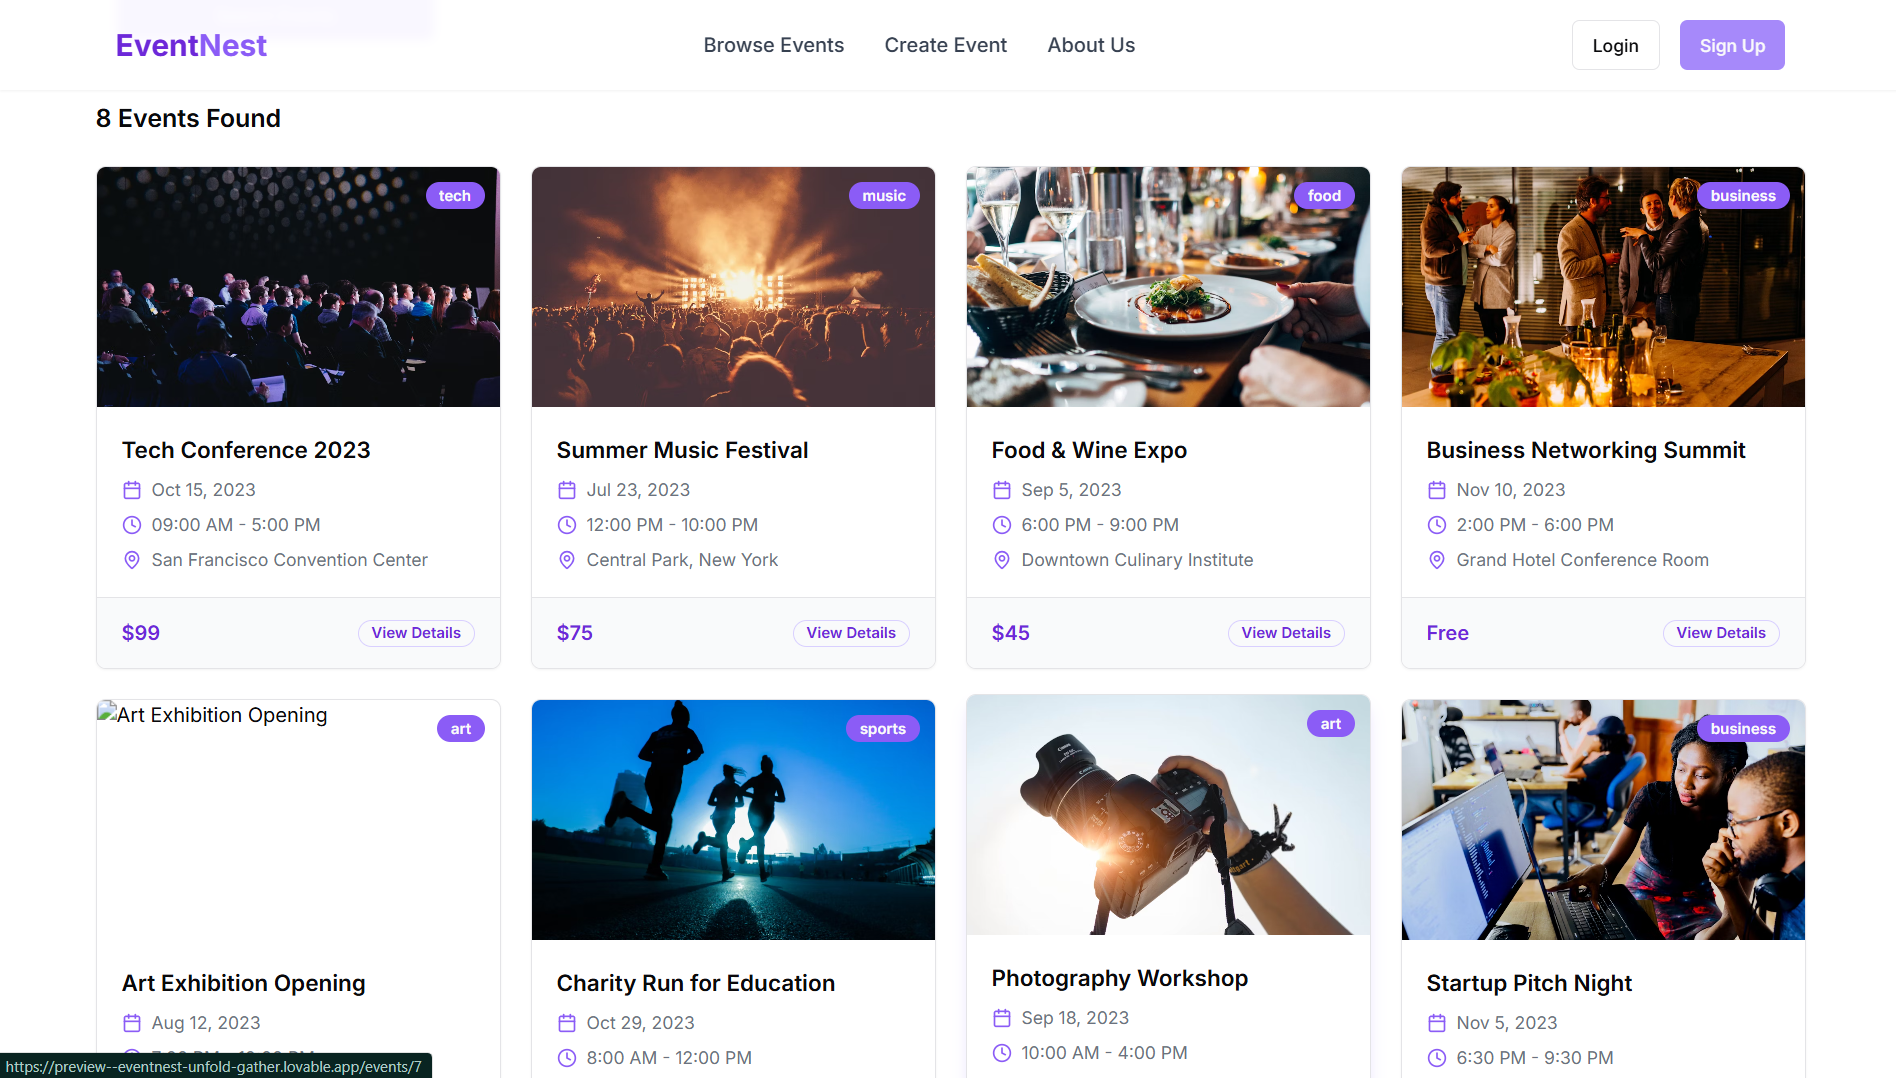 EventNest
Browse Events
Create Event
About Us
Login
Sign Up
8 Events Found
tech
Tech Conference 2023
Oct 15, 2023
09:00 AM - 5:00 PM
San Francisco Convention Center
$99
View Details
music
Summer Music Festival
Jul 23, 2023
12:00 PM - 10:00 PM
Central Park, New York
$75
View Details
food
Food & Wine Expo
Sep 5, 2023
6:00 PM - 9:00 PM
Downtown Culinary Institute
$45
View Details
business
Business Networking Summit
Nov 10, 2023
2:00 PM - 6:00 PM
Grand Hotel Conference Room
Free
View Details
Art Exhibition Opening
art
Art Exhibition Opening
Aug 12, 2023
sports
Charity Run for Education
Oct 29, 2023
8:00 AM - 12:00 PM
art
Canon
Photography Workshop
Sep 18, 2023
10:00 AM - 4:00 PM
business
Startup Pitch Night
Nov 5, 2023
6:30 PM - 9:30 PM
https://preview--eventnest-unfold-gather.lovable.app/events/7